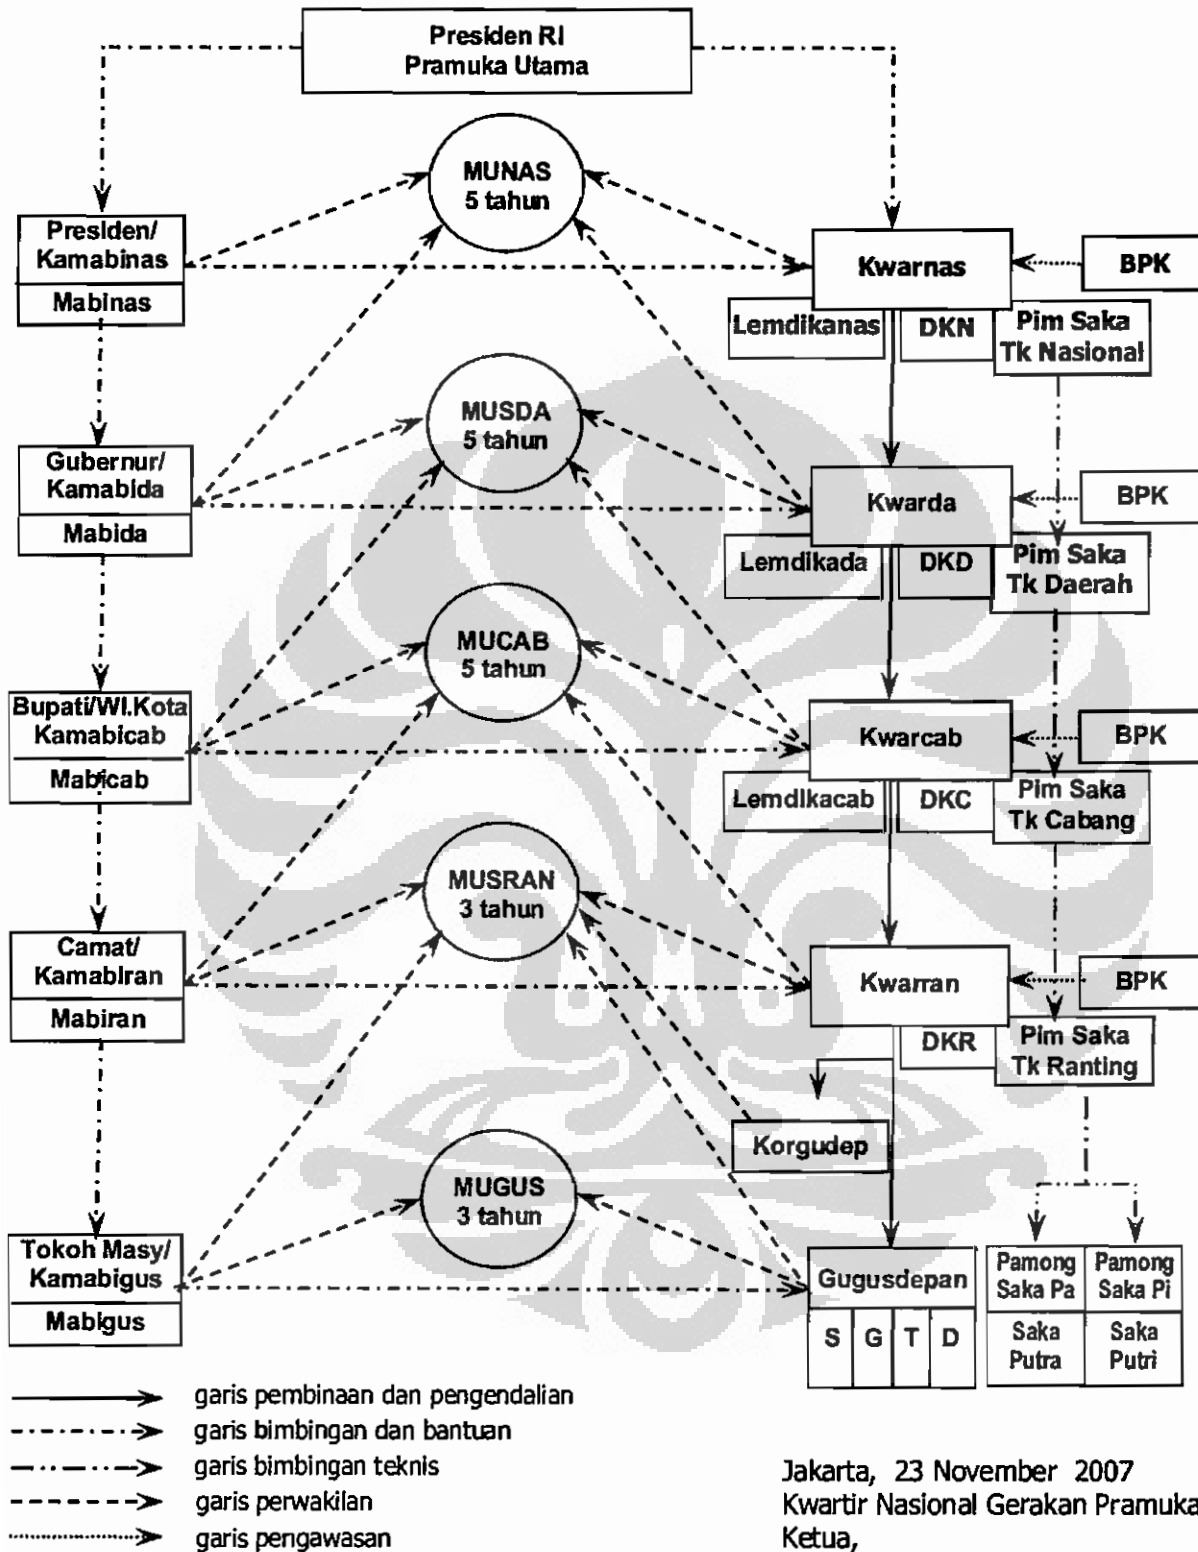 Presiden RI
Pramuka Utama
MUNAS
5 tahun
Presiden/
Kamabinas
Mabinas
Kwarnas
BPK
Lemdikanas
DKN
Pim Saka
Tk Nasional
MUSDA
5 tahun
Gubernur/
Kamabida
Mabida
Kwarda
BPK
Lemdikada
DKD
Pim Saka
Tk Daerah
MUCAB
5 tahun
Bupati/Wl.Kota
Kamabicab
Mabicab
Kwarcab
BPK
Lemdikacab
DKC
Pim Saka
Tk Cabang
MUSRAN
3 tahun
Camat/
Kamabiran
Mabiran
Kwarran
BPK
DKR
Pim Saka
Tk Ranting
Korgudep
MUGUS
3 tahun
Tokoh Masy/
Kamabigus
Mabigus
Gugusdepan
S G T D
Pamong
Saka Pa
Pamong
Saka Pi
Saka
Putra
Saka
Putri
garis pembinaan dan pengendalian
garis bimbingan dan bantuan
garis bimbingan teknis
garis perwakilan
garis pengawasan
Jakarta, 23 November 2007
Kwartir Nasional Gerakan Pramuka
Ketua,